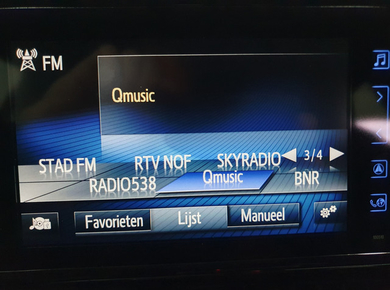 FM
Qmusic
STAD FM RTV NOF SKYRADIO 3/4
RADIO538 Qmusic BNR
Favorieten Lijst Manueel